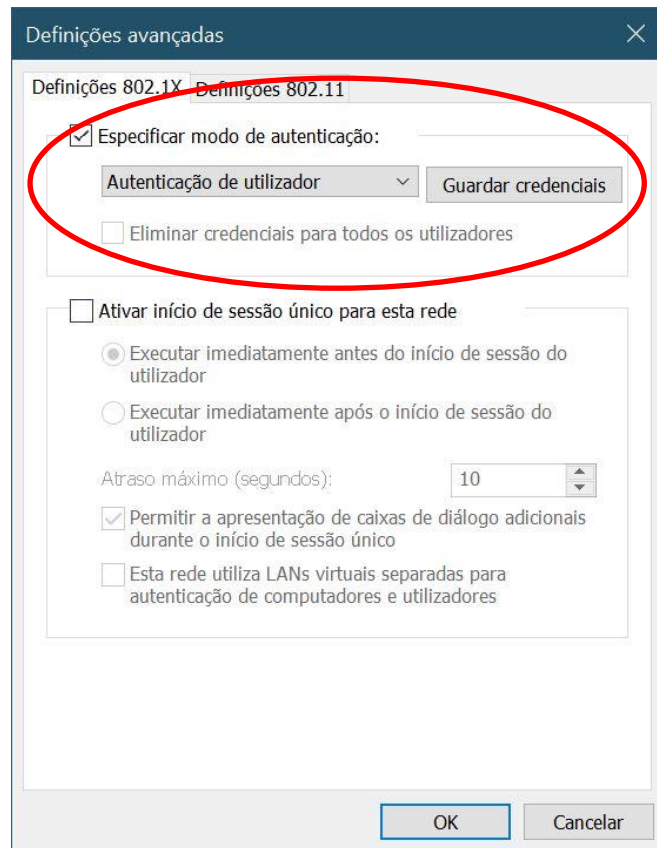 Definições avançadas
Definições 802.1X Definições 802.11
Especificar modo de autenticação:
Autenticação de utilizador Guardar credenciais
Eliminar credenciais para todos os utilizadores
Ativar início de sessão único para esta rede
Executar imediatamente antes do início de sessão do
utilizador
Executar imediatamente após o início de sessão do
utilizador
Atraso máximo (segundos): 10
Permitir a apresentação de caixas de diálogo adicionais
durante o início de sessão único
Esta rede utiliza LANs virtuais separadas para
autenticação de computadores e utilizadores
OK Cancelar